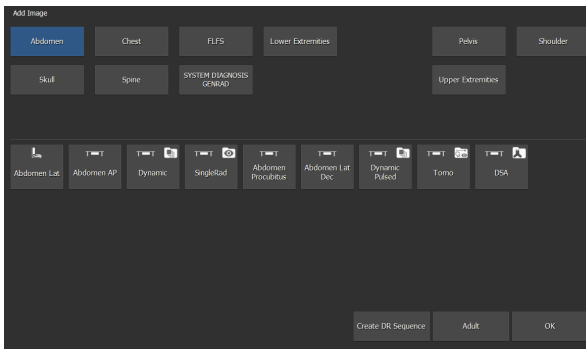 Add Image
Abdomen
Chest
FLFS
Lower Extremities
Pelvis
Shoulder
Skull
Spine
SYSTEM DIAGNOSIS
GENRAD
Upper Extremities
Abdomen Lat
Abdomen AP
Dynamic
SingleRad
Abdomen
Procubitus
Abdomen Lat
Dec
Dynamic
Pulsed
Tomo
DSA
Create DR Sequence
Adult
OK